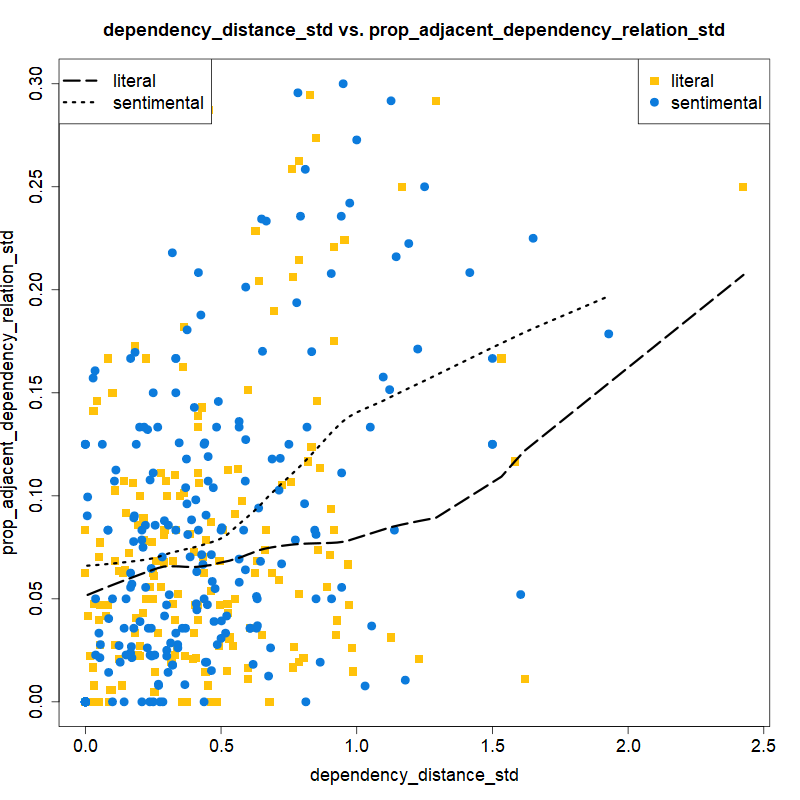 dependency_distance_std vs. prop_adjacent_dependency_relation_std
literal
sentimental
literal
sentimental
prop_adjacent_dependency_relation_std
0.30
0.25
0.20
0.15
0.10
0.05
0.00
0.0 0.5 1.0 1.5 2.0 2.5
dependency_distance_std